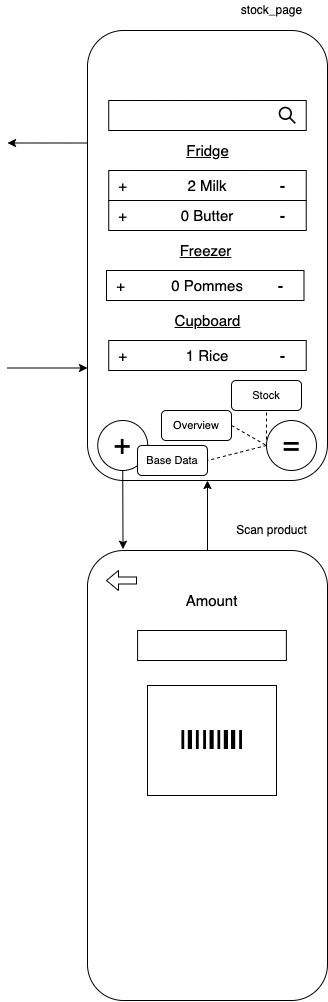 stock_page
Fridge
+ 2 Milk -
+ 0 Butter -
Freezer
+ 0 Pommes -
Cupboard
+ 1 Rice -
Stock
Overview
+ =
Base Data
Scan product
Amount